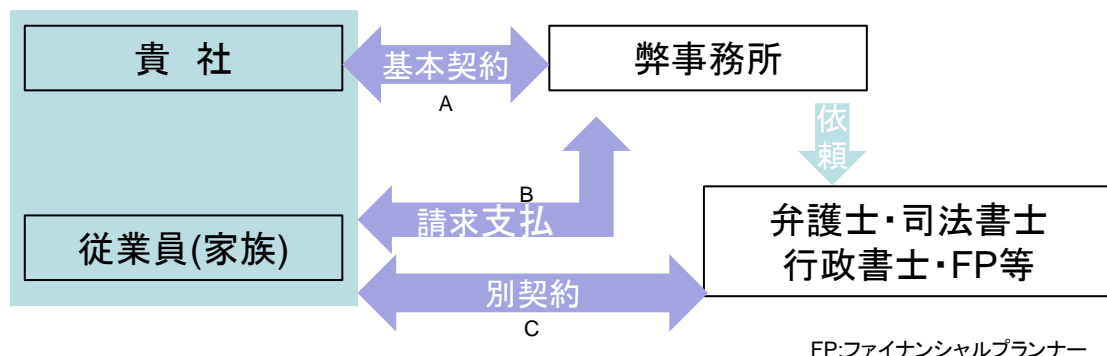 貴 社
基本契約
弊事務所
A
依頼
B
請求支払
従業員(家族)
弁護士・司法書士
行政書士・FP等
別契約
C
FP:ファイナンシャルプランナー